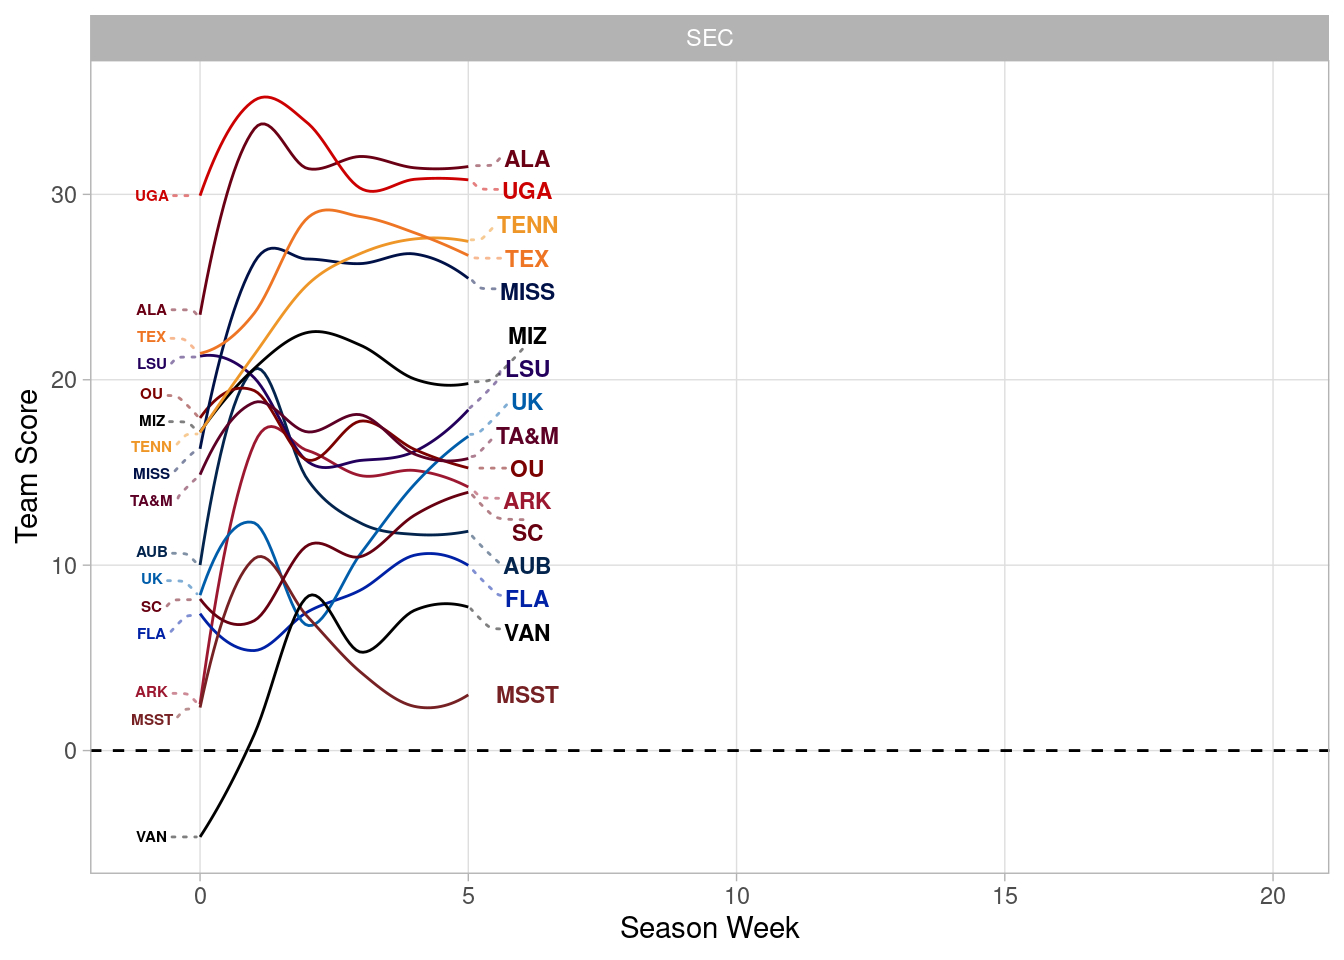 SEC
Team Score
30
20
10
0
UGA
ALA
TEX
LSU
OU
MIZ
TENN
MISS
TA&M
AUB
UK
SC
FLA
ARK
MSST
VAN
ALA
UGA
TENN
TEX
MISS
MIZ
LSU
UK
TA&M
OU
ARK
SC
AUB
FLA
VAN
MSST
0 5 10 15 20
Season Week